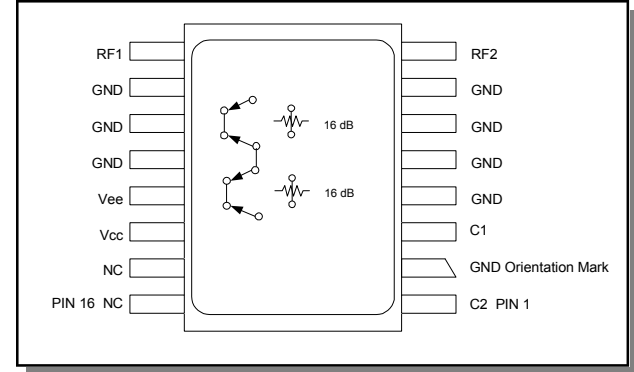 RF1 RF2
GND GND
GND 16 dB GND
GND GND
Vee 16 dB GND
Vcc C1
NC GND Orientation Mark
PIN 16 NC C2 PIN 1